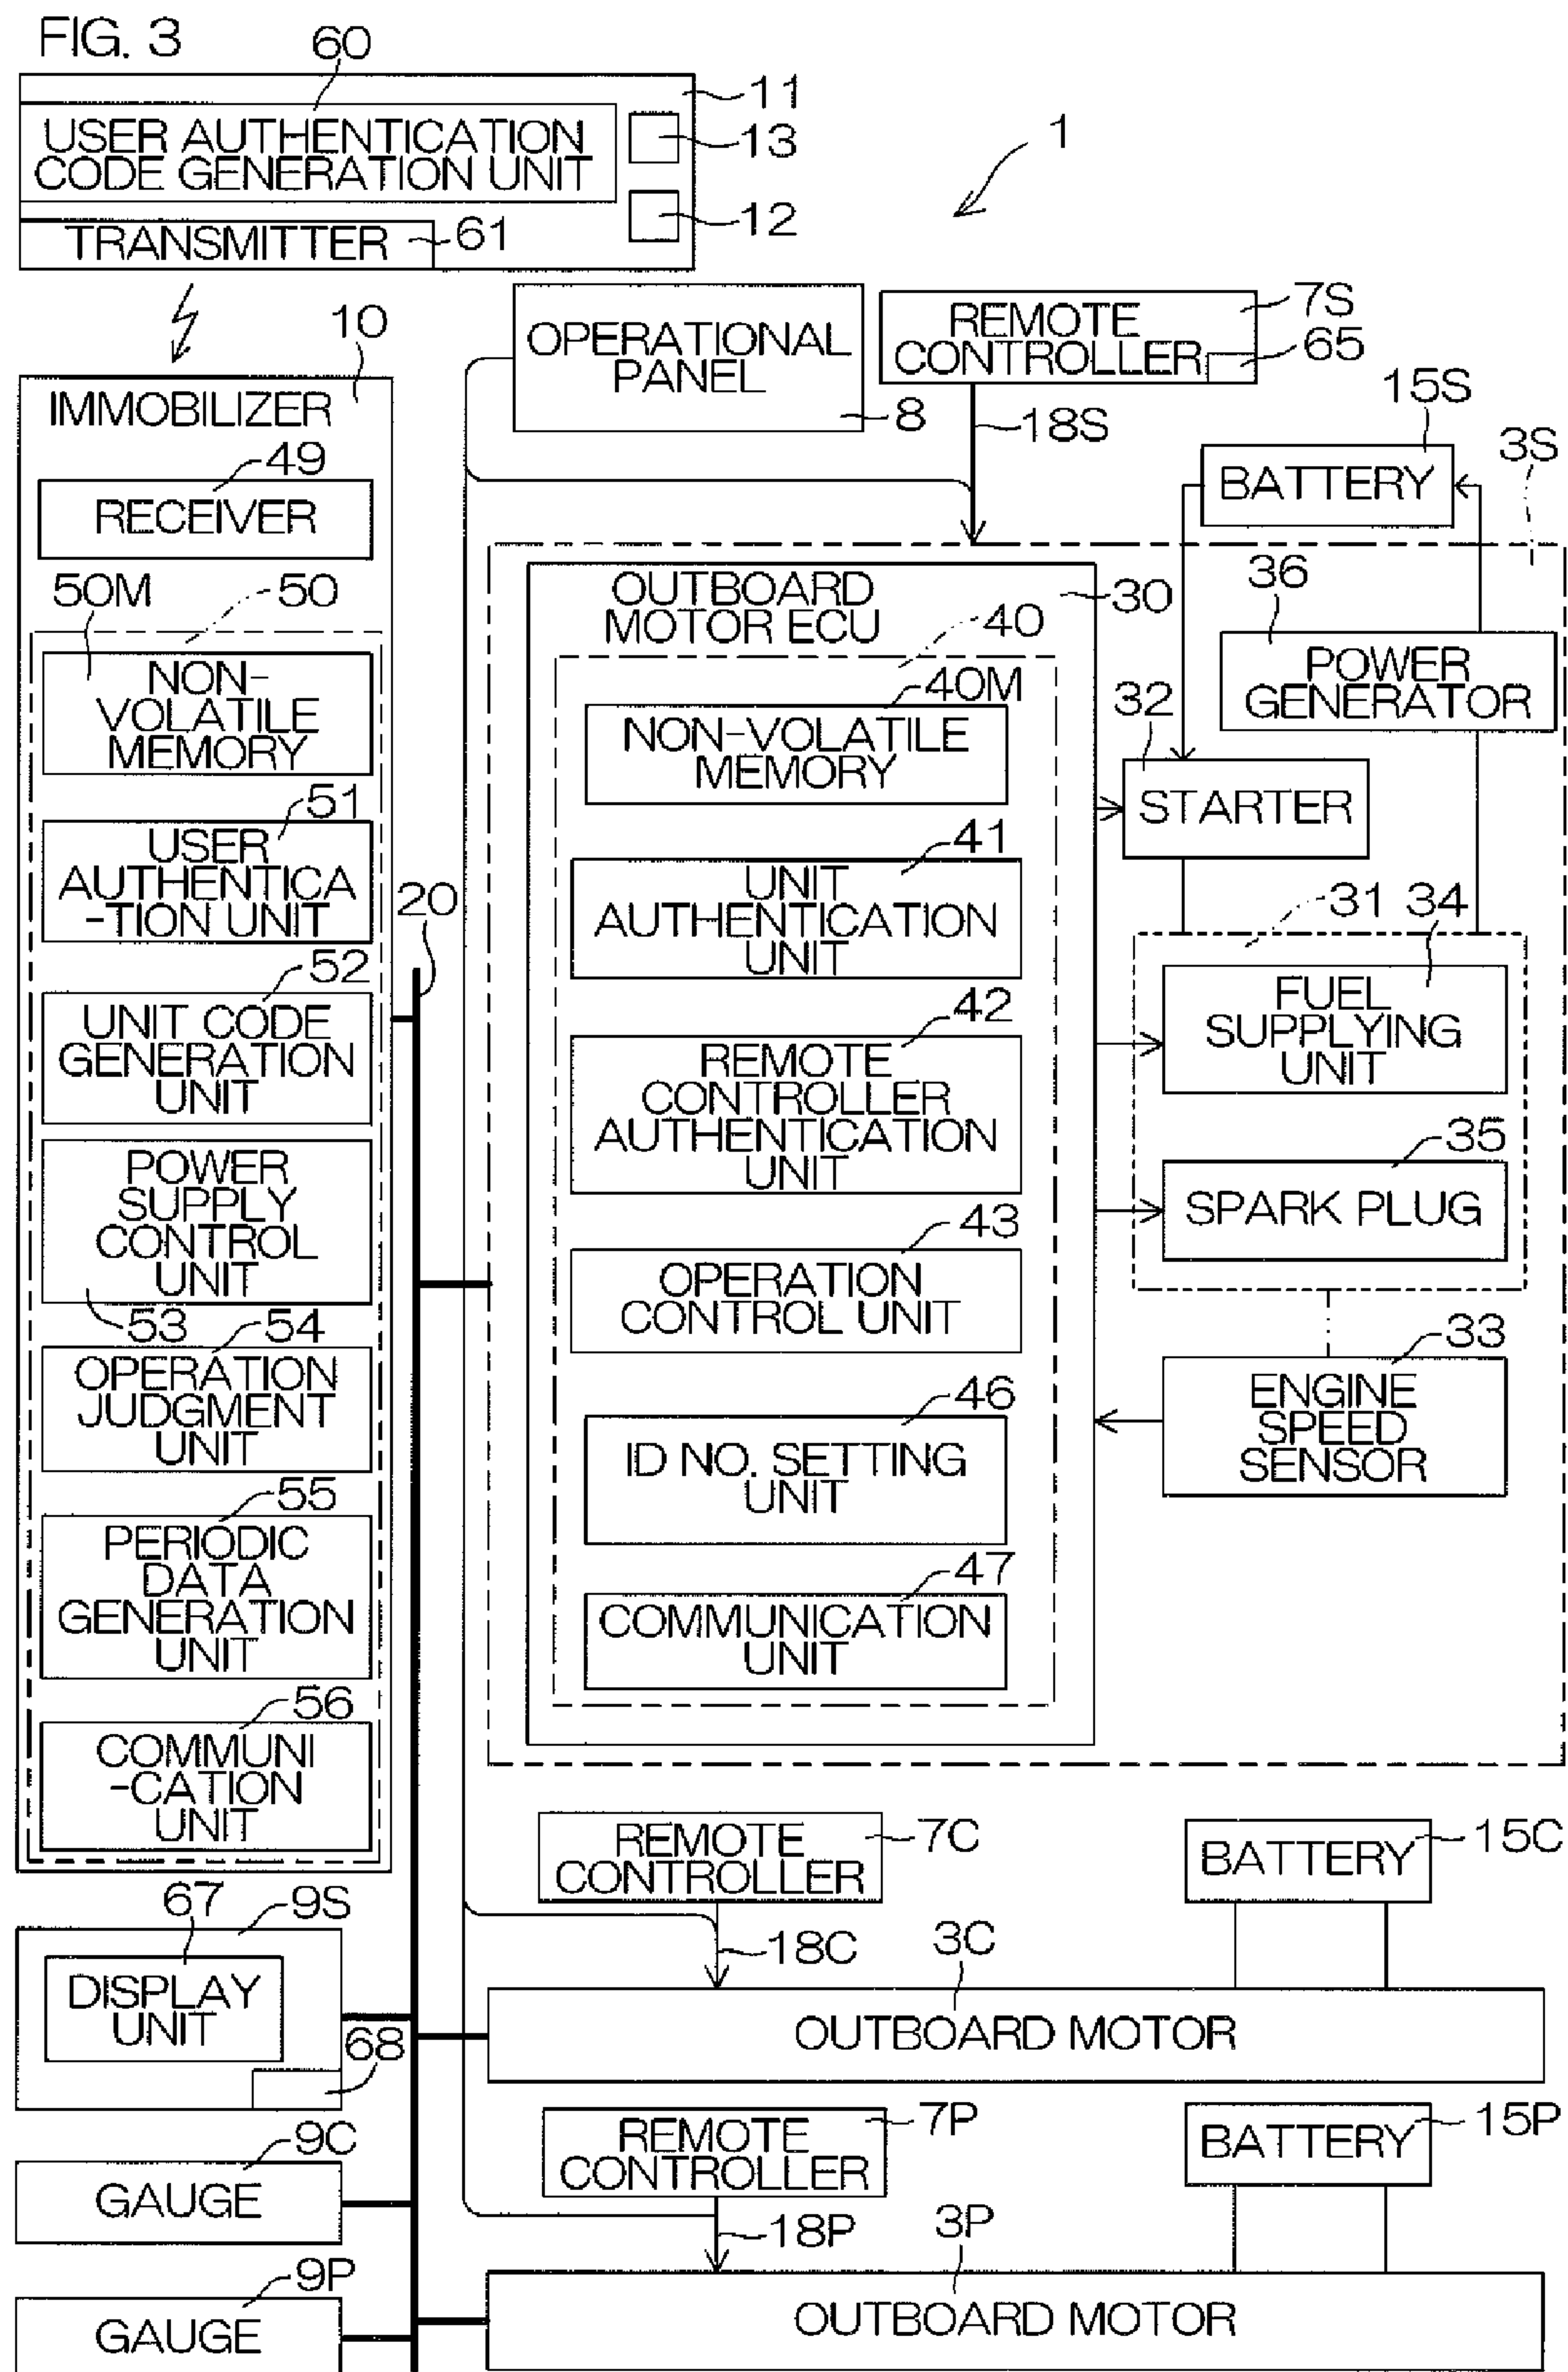 FIG. 3
60
11
USER AUTHENTICATION
CODE GENERATION UNIT
13
12
TRANSMITTER
61
1
10
OPERATIONAL
PANEL
8
REMOTE
CONTROLLER
7S
65
18S
15S
BATTERY
3S
IMMOBILIZER
49
RECEIVER
50M
50
NON-
VOLATILE
MEMORY
51
USER
AUTHENTICA
-TION UNIT
52
UNIT CODE
GENERATION
UNIT
POWER
SUPPLY
CONTROL
UNIT
53
54
OPERATION
JUDGMENT
UNIT
55
PERIODIC
DATA
GENERATION
UNIT
56
COMMUNI
-CATION
UNIT
20
OUTBOARD
MOTOR ECU
30
40
40M
NON-VOLATILE
MEMORY
41
UNIT
AUTHENTICATION
UNIT
42
REMOTE
CONTROLLER
AUTHENTICATION
UNIT
43
OPERATION
CONTROL UNIT
46
ID NO. SETTING
UNIT
47
COMMUNICATION
UNIT
36
POWER
GENERATOR
32
STARTER
31
34
FUEL
SUPPLYING
UNIT
35
SPARK PLUG
33
ENGINE
SPEED
SENSOR
REMOTE
CONTROLLER
7C
BATTERY
15C
67
9S
DISPLAY
UNIT
68
18C
3C
OUTBOARD MOTOR
REMOTE
CONTROLLER
7P
BATTERY
15P
9C
GAUGE
18P
3P
OUTBOARD MOTOR
9P
GAUGE